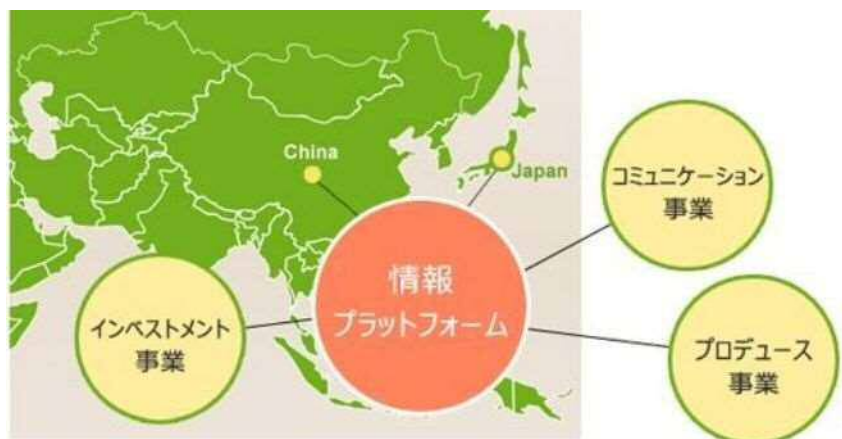 China
Japan
コミュニケーション
事業
情報
プラットフォーム
インベストメント
事業
プロデュース
事業